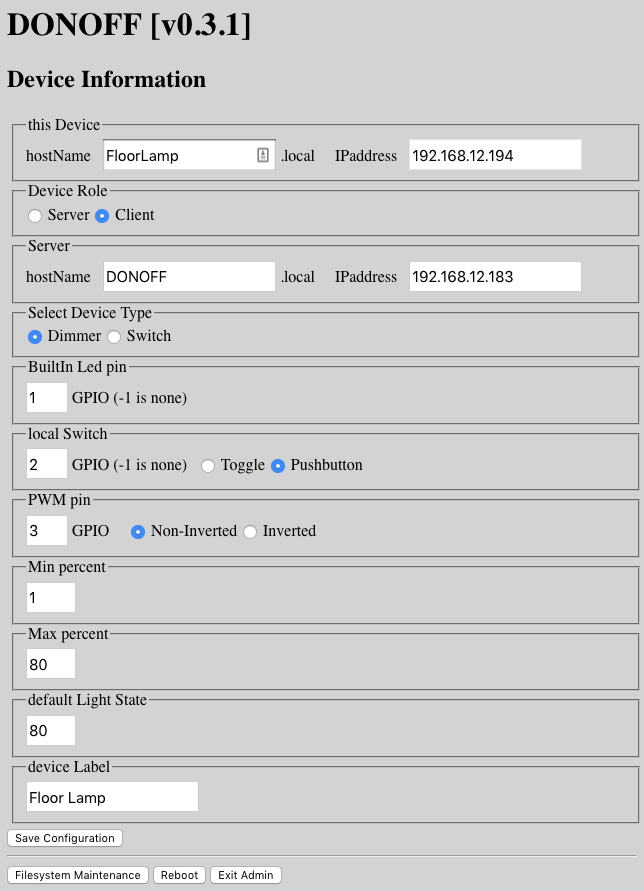 DONOFF [v0.3.1]
Device Information
this Device
hostName FloorLamp .local IPaddress 192.168.12.194
Device Role
Server Client
Server
hostName DONOFF .local IPaddress 192.168.12.183
Select Device Type
Dimmer Switch
BuiltIn Led pin
1 GPIO (-1 is none)
local Switch
2 GPIO (-1 is none) Toggle Pushbutton
PWM pin
3 GPIO Non-Inverted Inverted
Min percent
1
Max percent
80
default Light State
80
device Label
Floor Lamp
Save Configuration
Filesystem Maintenance Reboot Exit Admin